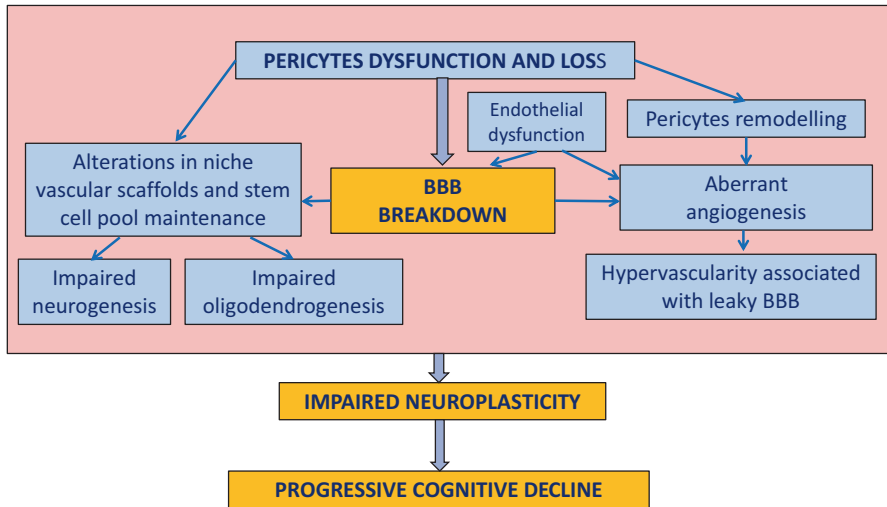 PERICYTES DYSFUNCTION AND LOSS
Endothelial
dysfunction
Pericytes remodelling
Alterations in niche
vascular scaffolds and stem
cell pool maintenance
BBB
BREAKDOWN
Aberrant
angiogenesis
Impaired
neurogenesis
Impaired
oligodendrogenesis
Hypervascularity associated
with leaky BBB
IMPAIRED NEUROPLASTICITY
PROGRESSIVE COGNITIVE DECLINE